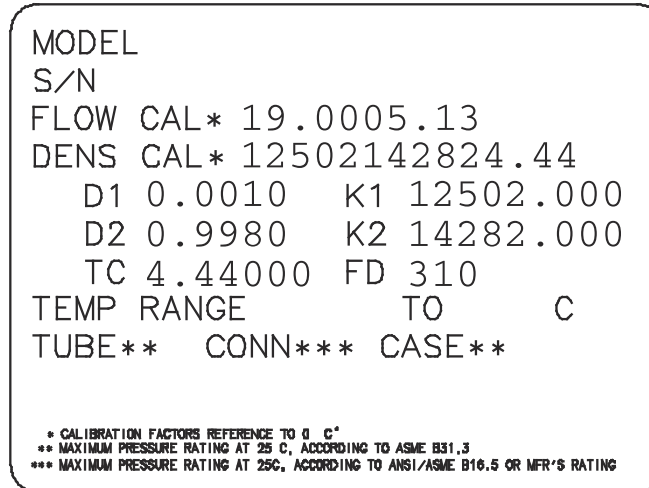 MODEL
S/N
FLOW CAL* 19.0005.13
DENS CAL* 12502142824.44
D1 0.0010 K1 12502.000
D2 0.9980 K2 14282.000
TC 4.44000 FD 310
TEMP RANGE TO C
TUBE** CONN*** CASE**
* CALIBRATION FACTORS REFERENCE TO 0 C°
** MAXIMUM PRESSURE RATING AT 25 C, ACCORDING TO ASME B31.3
*** MAXIMUM PRESSURE RATING AT 25C, ACCORDING TO ANSI/ASME B16.5 OR MFR'S RATING